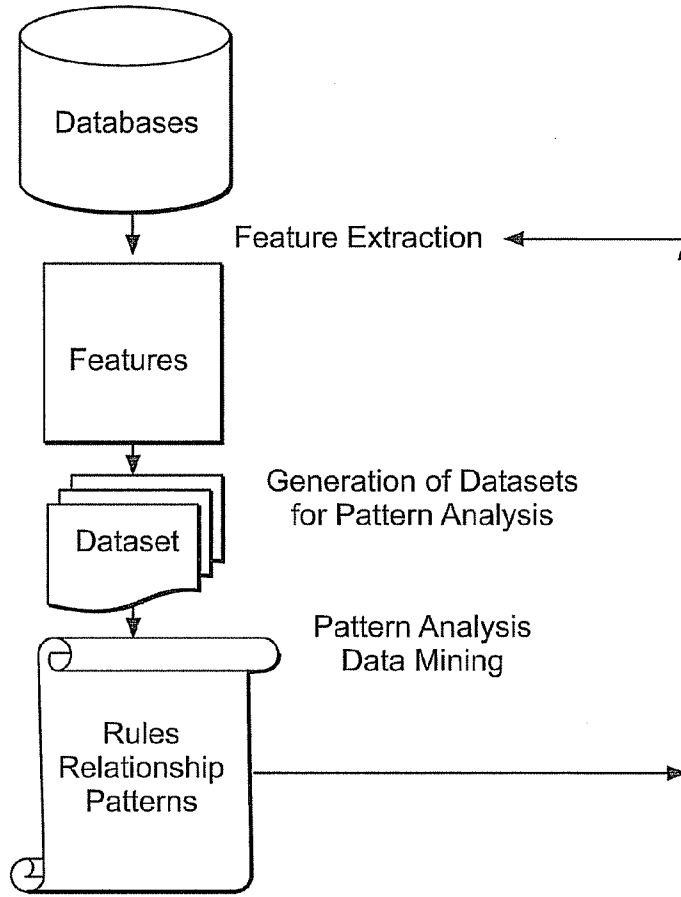 Databases
Feature Extraction
Features
Generation of Datasets
for Pattern Analysis
Dataset
Pattern Analysis
Data Mining
Rules
Relationship
Patterns